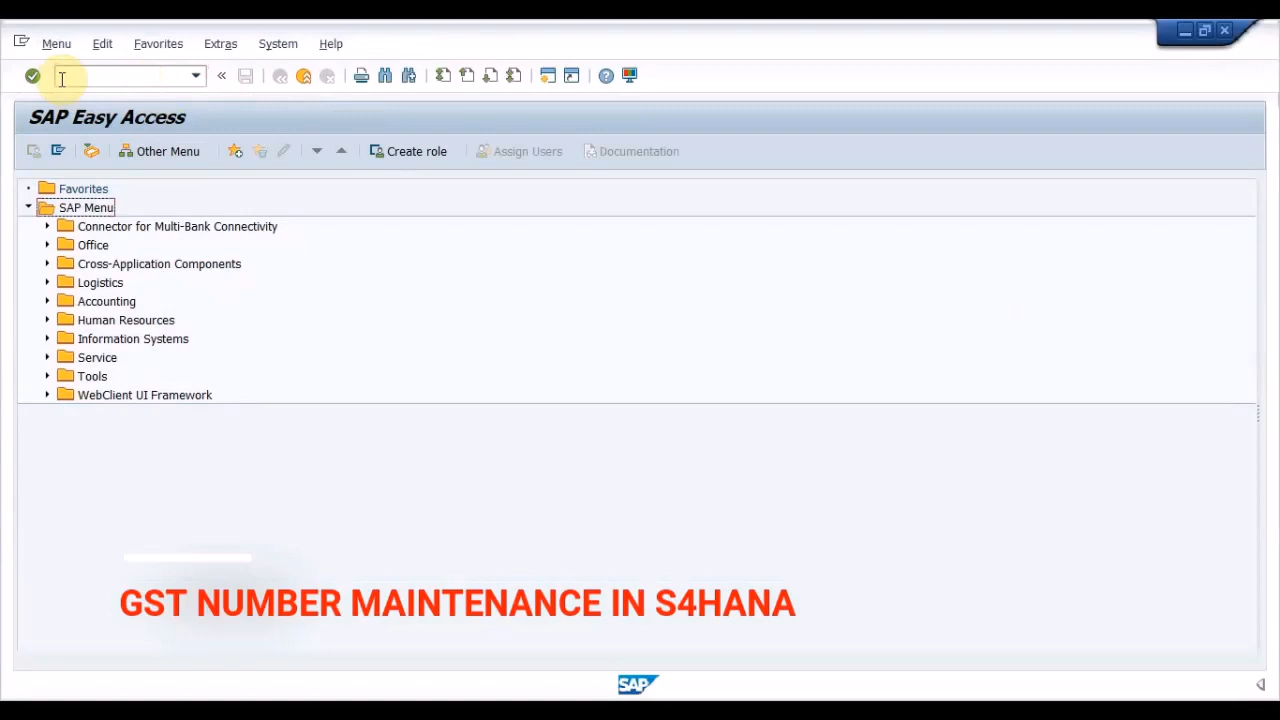 Menu Edit Favorites Extras System Help
SAP Easy Access
Other Menu Create role Assign Users Documentation
Favorites
SAP Menu
Connector for Multi-Bank Connectivity
Office
Cross-Application Components
Logistics
Accounting
Human Resources
Information Systems
Service
Tools
WebClient UI Framework
GST NUMBER MAINTENANCE IN S4HANA
SAP